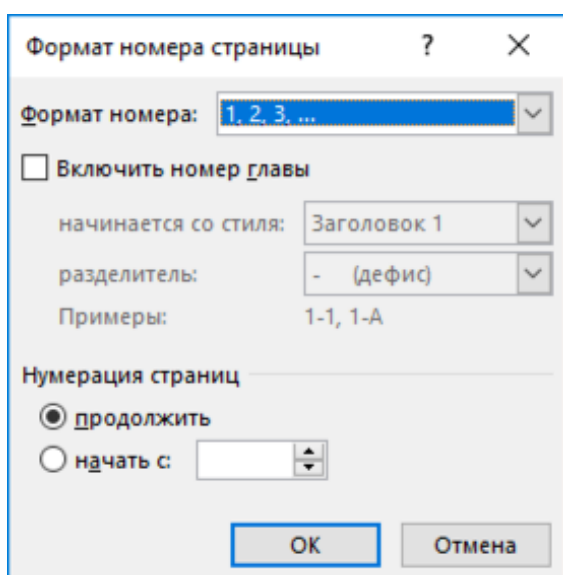 Формат номера страницы ?
Формат номера: 1, 2, 3, ...
Включить номер главы
начинается со стиля: Заголовок 1
разделитель: - (дефис)
Примеры: 1-1, 1-A
Нумерация страниц
продолжить
начать с:
ОК Отмена